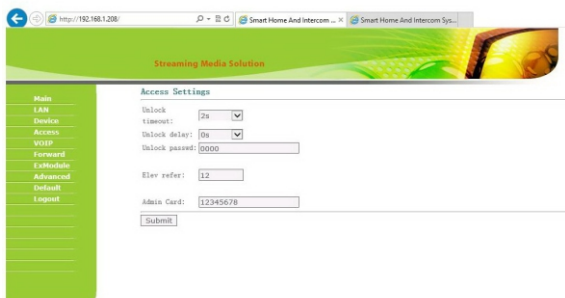 http://192.168.1.208/
Smart Home And Intercom ...
Smart Home And Intercom Sys...
Streaming Media Solution
Main
LAN
Device
Access
VOIP
Forward
ExModule
Advanced
Default
Logout
Access Settings
Unlock timeout: 2s
Unlock delay: 0s
Unlock passwd: 0000
Elev refer: 12
Admin Card: 12345678
Submit